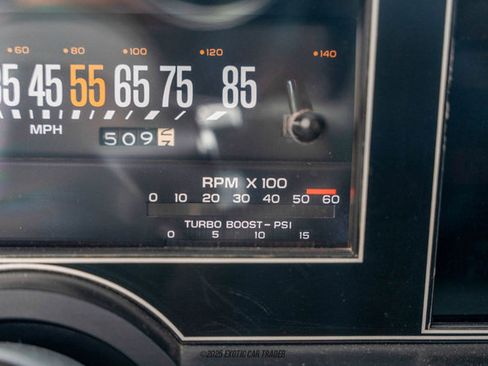 60 80 100 120 140
45 55 65 75 85
MPH
509
RPM X 100
0 10 20 30 40 50 60
TURBO BOOST-PSI
0 5 10 15
©2025 EXOTIC CAR TRADER